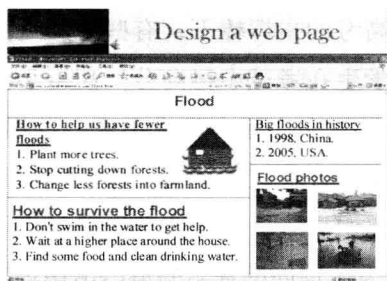 Design a web page
Flood
How to help us have fewer
floods
1. Plant more trees.
2. Stop cutting down forests.
3. Change less forests into farmland.
How to survive the flood
1. Don't swim in the water to get help.
2. Wait at a higher place around the house.
3. Find some food and clean drinking water.
Big floods in history
1. 1998, China.
2. 2005, USA.
Flood photos